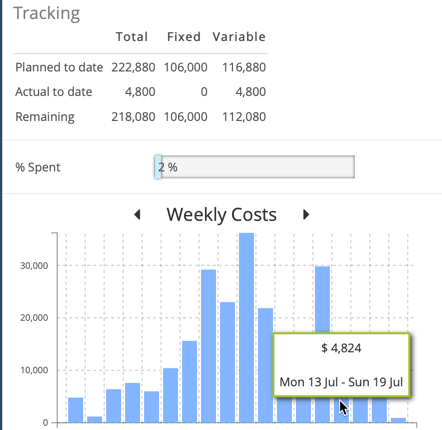 Tracking
Total Fixed Variable
Planned to date 222,880 106,000 116,880
Actual to date 4,800 0 4,800
Remaining 218,080 106,000 112,080
% Spent 2 %
Weekly Costs
30,000
20,000
$ 4,824
10,000
Mon 13 Jul - Sun 19 Jul
0